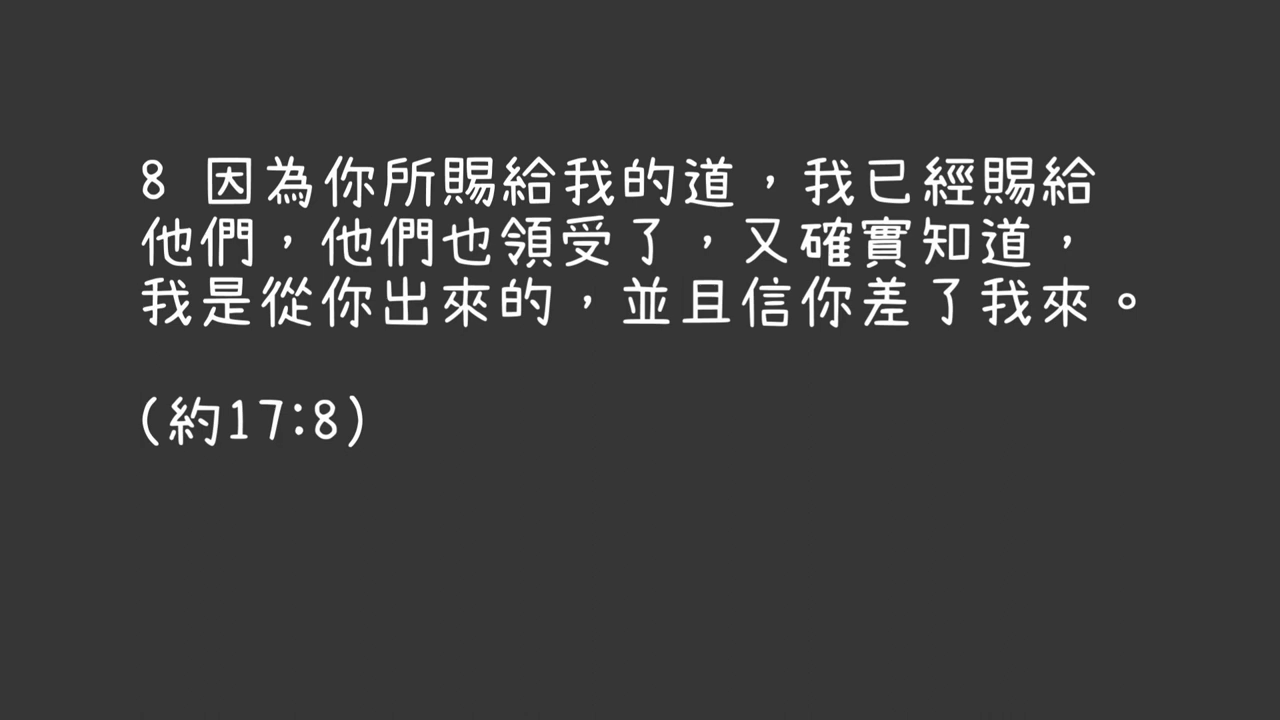 8 因為你所賜給我的道，我已經賜給
他們，他們也領受了，又確實知道，
我是從你出來的，並且信你差了我來。
(約17:8)